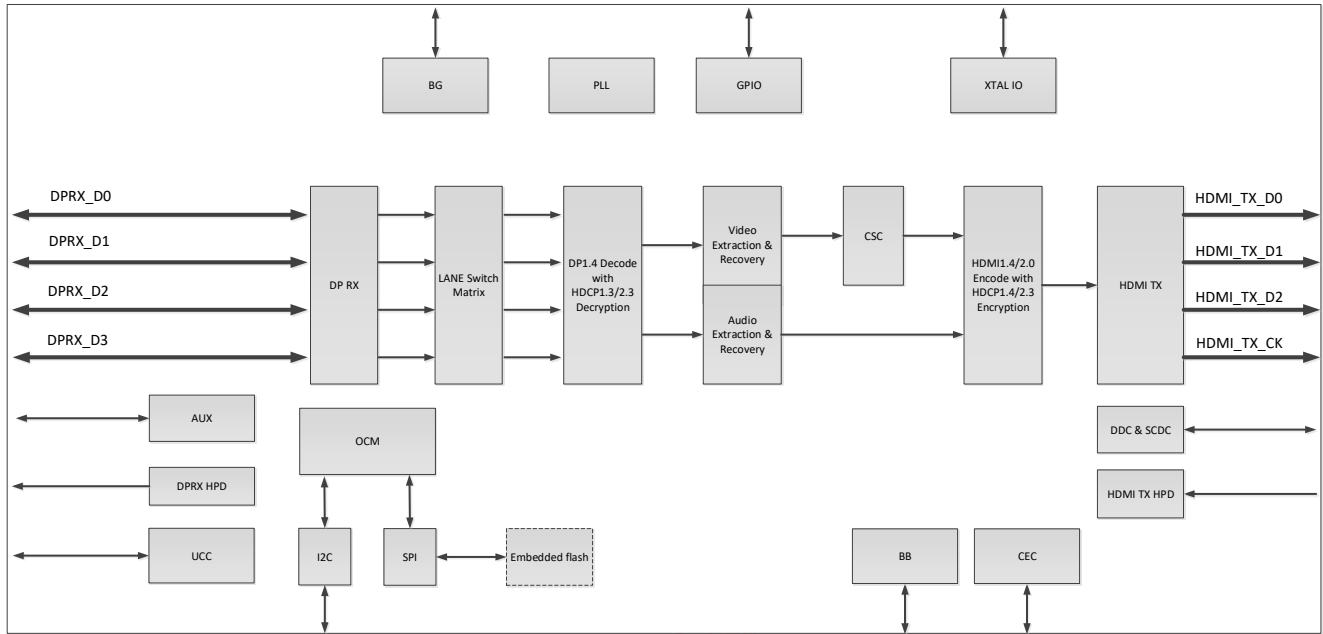 BG
PLL
GPIO
XTAL IO
DPRX_D0
DPRX_D1
DPRX_D2
DPRX_D3
DP RX
LANE Switch
Matrix
DP1.4 Decode
with
HDCP1.3/2.3
Decryption
Video
Extraction &
Recovery
Audio
Extraction &
Recovery
CSC
HDMI1.4/2.0
Encode with
HDCP1.4/2.3
Encryption
HDMI TX
HDMI_TX_D0
HDMI_TX_D1
HDMI_TX_D2
HDMI_TX_CK
AUX
DPRX HPD
UCC
OCM
I2C
SPI
Embedded flash
BB
CEC
DDC & SCDC
HDMI TX HPD